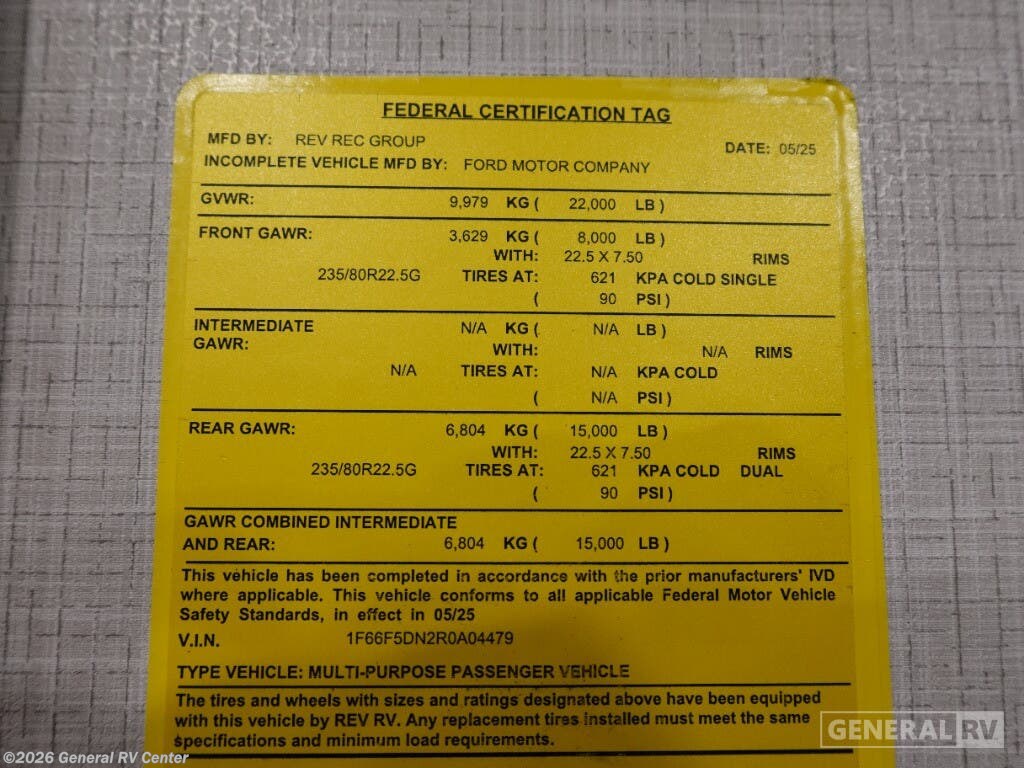 FEDERAL CERTIFICATION TAG
MFD BY: REV REC GROUP DATE: 05/25
INCOMPLETE VEHICLE MFD BY: FORD MOTOR COMPANY
GVWR: 9,979 KG ( 22,000 LB )
FRONT GAWR: 3,629 KG ( 8,000 LB )
WITH: 22.5 X 7.50 RIMS
235/80R22.5G TIRES AT: 621 KPA COLD SINGLE
( 90 PSI )
INTERMEDIATE N/A KG ( N/A LB )
GAWR: WITH: N/A RIMS
N/A TIRES AT: N/A KPA COLD
( N/A PSI )
REAR GAWR: 6,804 KG ( 15,000 LB )
WITH: 22.5 X 7.50 RIMS
235/80R22.5G TIRES AT: 621 KPA COLD DUAL
( 90 PSI )
GAWR COMBINED INTERMEDIATE
AND REAR: 6,804 KG ( 15,000 LB )
This vehicle has been completed in accordance with the prior manufacturers' IVD
where applicable. This vehicle conforms to all applicable Federal Motor Vehicle
Safety Standards, in effect in 05/25
V.I.N. 1F66F5DN2R0A04479
TYPE VEHICLE: MULTI-PURPOSE PASSENGER VEHICLE
The tires and wheels with sizes and ratings designated above have been equipped
with this vehicle by REV RV. Any replacement tires installed must meet the same
specifications and minimum load requirements.
GENERAL RV
©2026 General RV Center